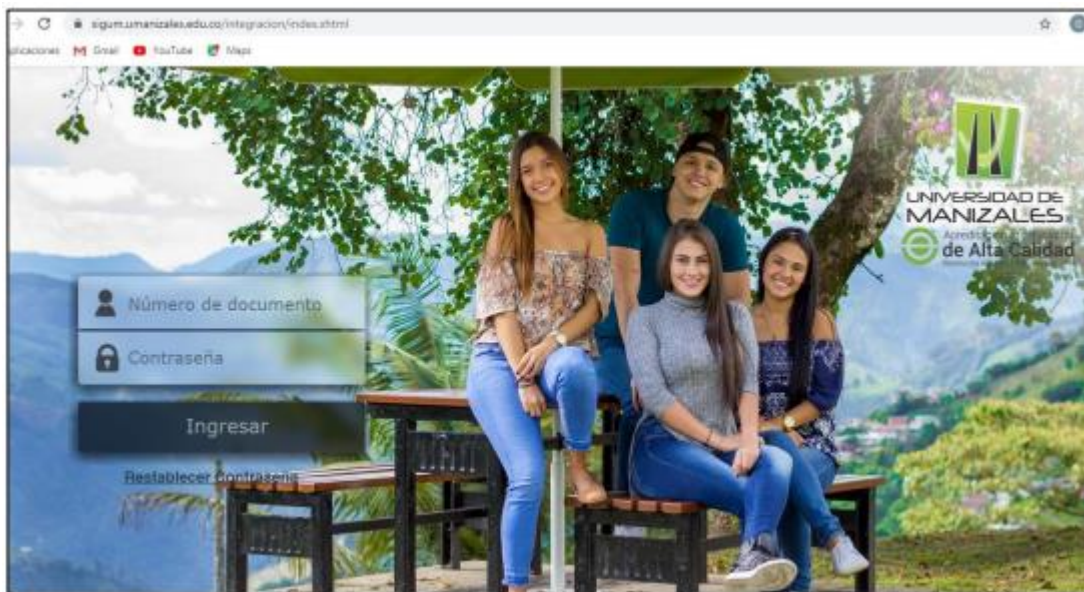 sigum.umanizales.edu.co/integracion/index.xhtml
Gmail YouTube Maps
UNIVERSIDAD DE
MANIZALES
de Alta Calidad
Número de documento
Contraseña
Ingresar
Restablecer Contraseña